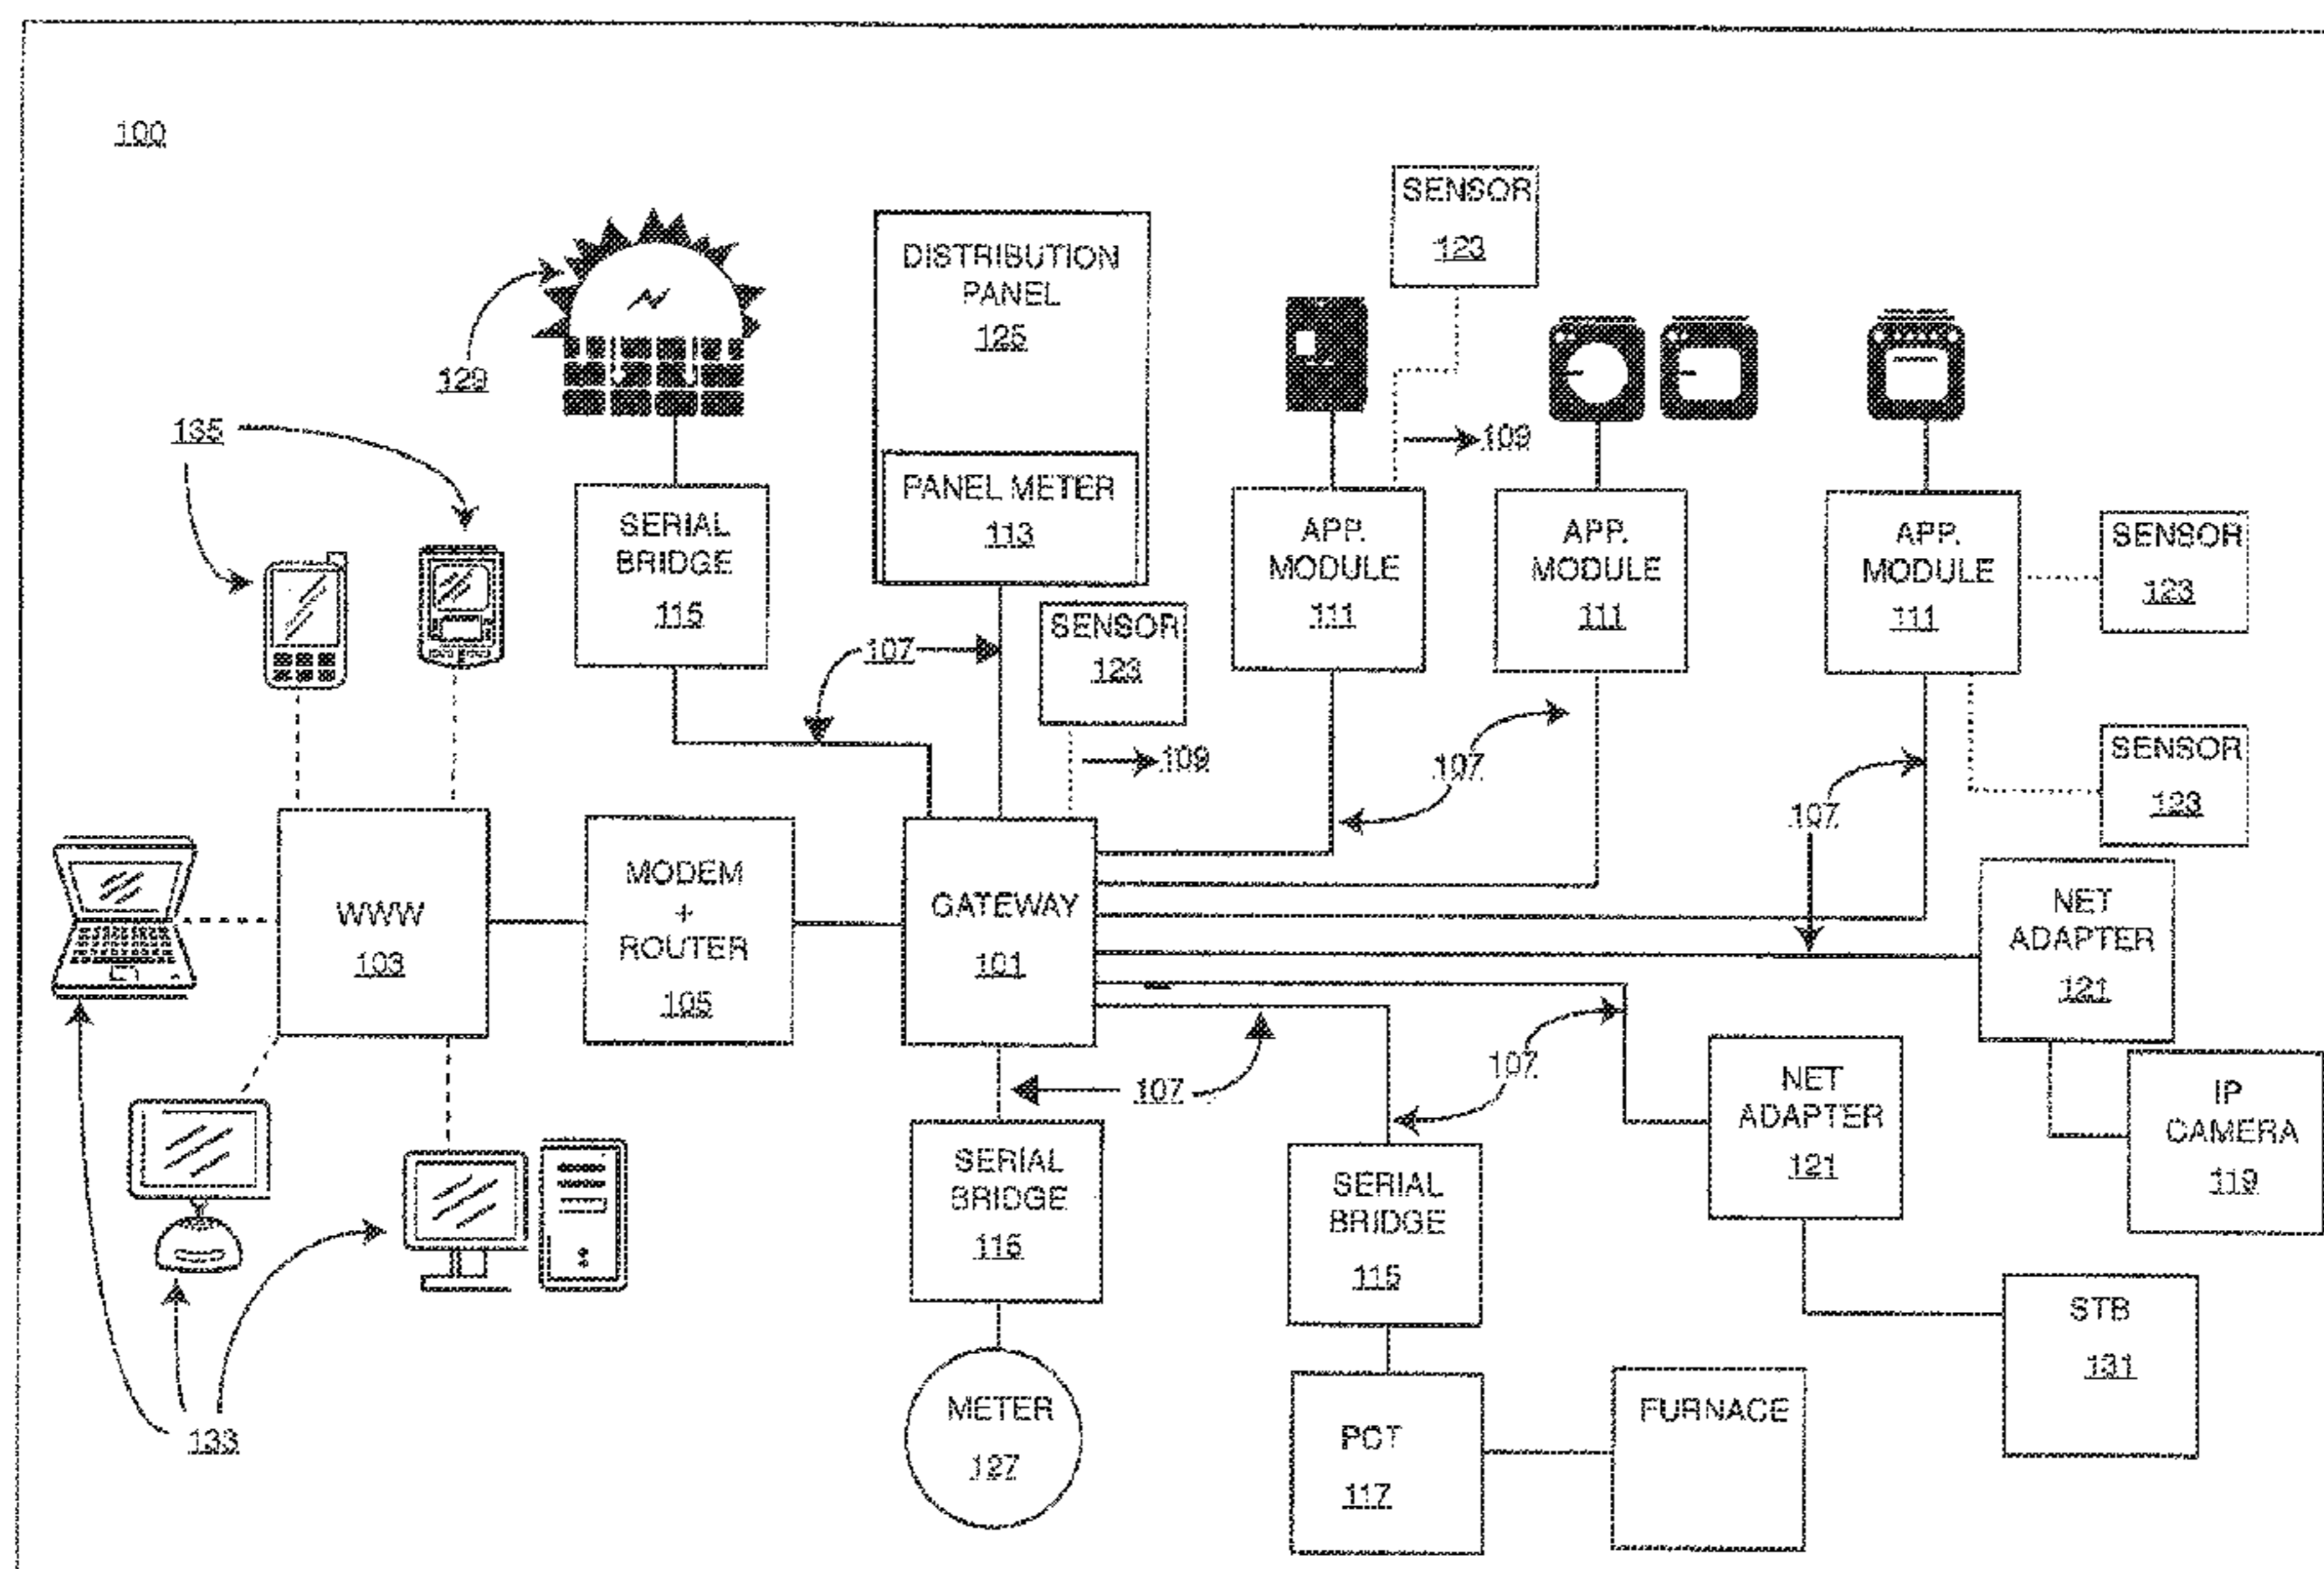 100
SENSOR
123
DISTRIBUTION
PANEL
125
129
135
109
PANEL METER
113
SERIAL
BRIDGE
115
APP.
MODULE
111
APP.
MODULE
111
APP.
MODULE
111
SENSOR
123
SENSOR
123
107
109
107
SENSOR
123
107
WWW
103
MODEM
+
ROUTER
105
GATEWAY
101
NET
ADAPTER
121
107
107
NET
ADAPTER
121
IP
CAMERA
119
SERIAL
BRIDGE
115
SERIAL
BRIDGE
115
STB
131
METER
127
PCT
117
FURNACE
133